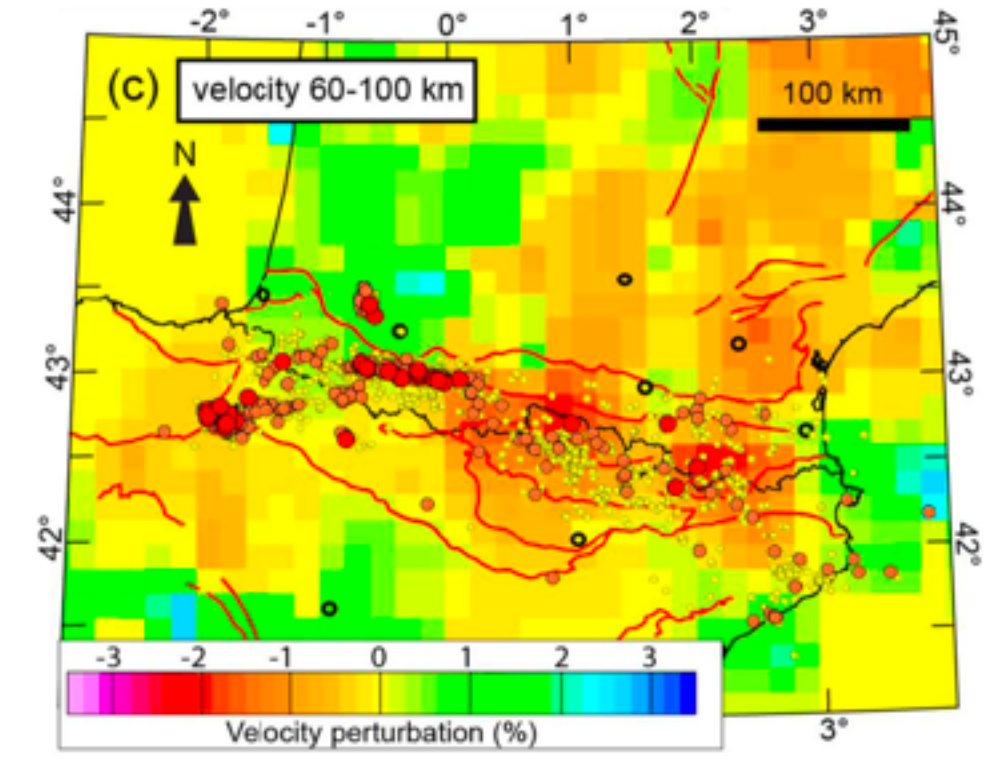 -2° -1° 0° 1° 2° 3° 45°
(c) velocity 60-100 km
100 km
N
44° 44°
43° 43°
42° 42°
-3 -2 -1 0 1 2 3
Velocity perturbation (%)
3°